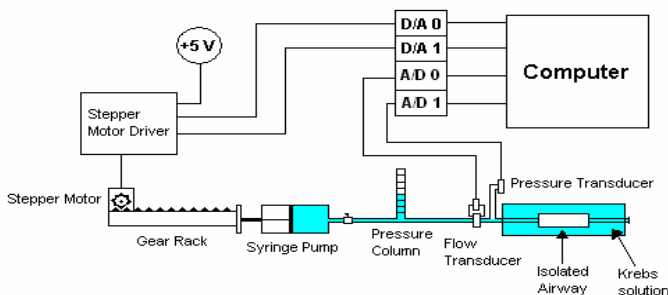 +5 V
D/A 0
D/A 1
A/D 0
A/D 1
Computer
Stepper
Motor Driver
Stepper Motor
Gear Rack
Syringe Pump
Pressure
Column
Flow
Transducer
Pressure Transducer
Isolated
Airway
Krebs
solution